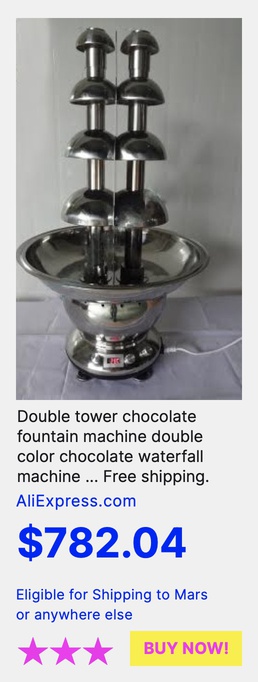 Double tower chocolate
fountain machine double
color chocolate waterfall
machine ... Free shipping.
AliExpress.com
$782.04
Eligible for Shipping to Mars
or anywhere else
BUY NOW!